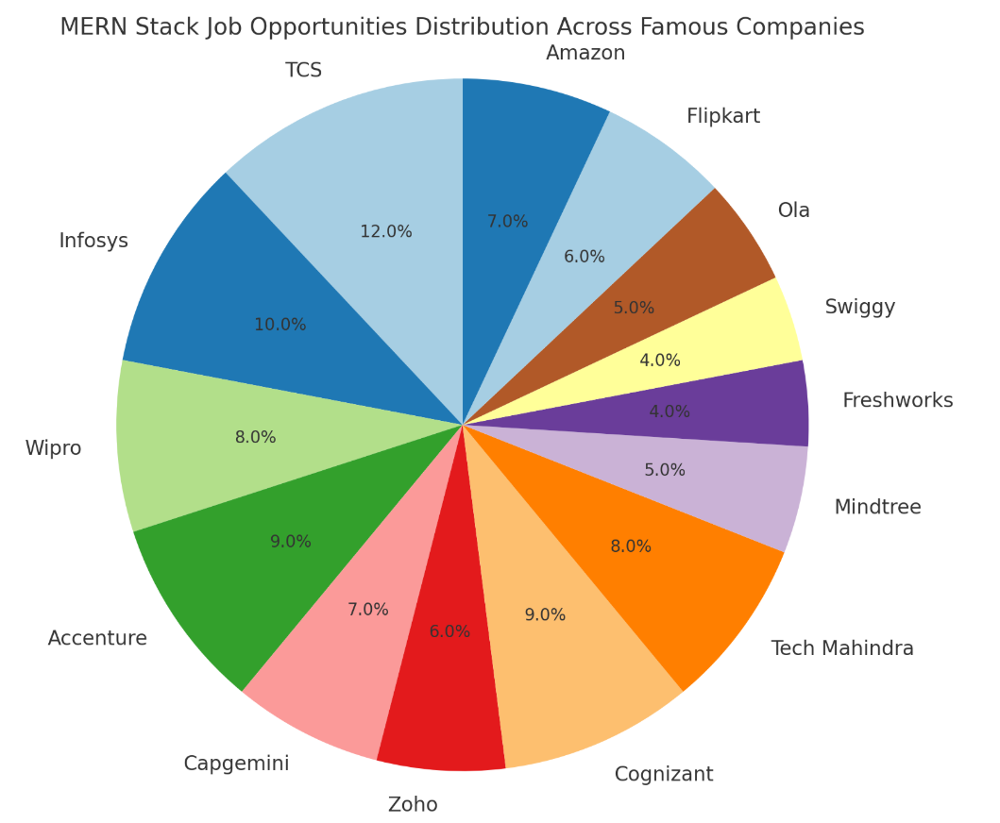 MERN Stack Job Opportunities Distribution Across Famous Companies
Amazon
TCS
Flipkart
Ola
7.0%
12.0%
Infosys
6.0%
5.0%
Swiggy
10.0%
4.0%
Freshworks
4.0%
Wipro
8.0%
5.0%
Mindtree
9.0%
8.0%
7.0%
9.0%
6.0%
Accenture
Tech Mahindra
Capgemini
Cognizant
Zoho